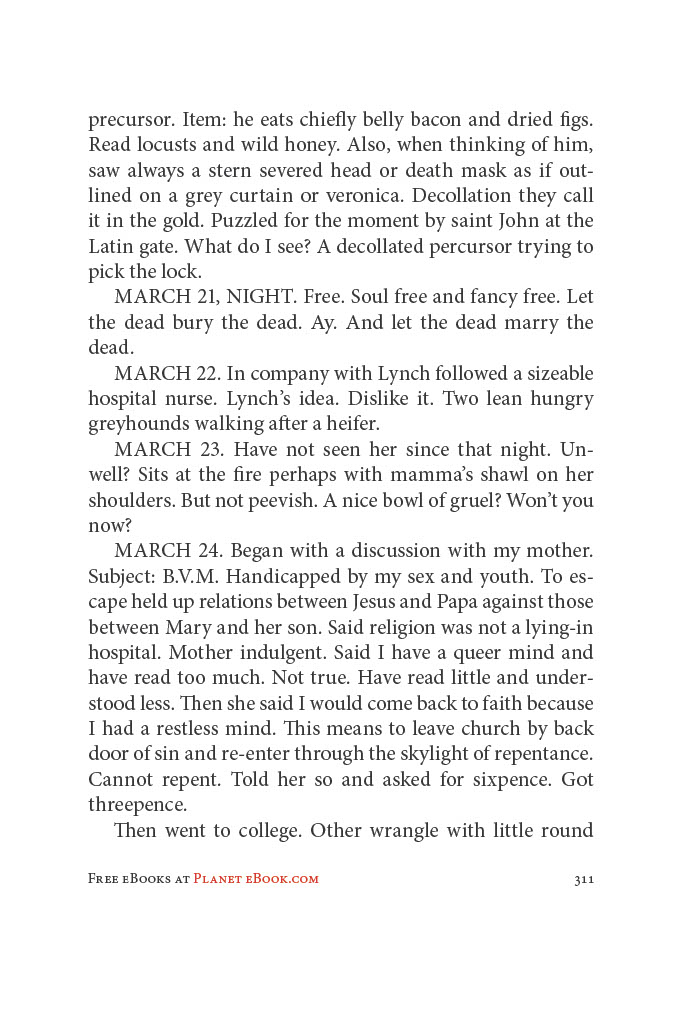 precursor. Item: he eats chiefly belly bacon and dried figs.
Read locusts and wild honey. Also, when thinking of him,
saw always a stern severed head or death mask as if out-
lined on a grey curtain or veronica. Decollation they call
it in the gold. Puzzled for the moment by saint John at the
Latin gate. What do I see? A decollated percursor trying to
pick the lock.
MARCH 21, NIGHT. Free. Soul free and fancy free. Let
the dead bury the dead. Ay. And let the dead marry the
dead.
MARCH 22. In company with Lynch followed a sizeable
hospital nurse. Lynch’s idea. Dislike it. Two lean hungry
greyhounds walking after a heifer.
MARCH 23. Have not seen her since that night. Un-
well? Sits at the fire perhaps with mamma’s shawl on her
shoulders. But not peevish. A nice bowl of gruel? Won’t you
now?
MARCH 24. Began with a discussion with my mother.
Subject: B.V.M. Handicapped by my sex and youth. To es-
cape held up relations between Jesus and Papa against those
between Mary and her son. Said religion was not a lying-in
hospital. Mother indulgent. Said I have a queer mind and
have read too much. Not true. Have read little and under-
stood less. Then she said I would come back to faith because
I had a restless mind. This means to leave church by back
door of sin and re-enter through the skylight of repentance.
Cannot repent. Told her so and asked for sixpence. Got
threepence.
Then went to college. Other wrangle with little round
Free eBooks at Planet eBook.com 311